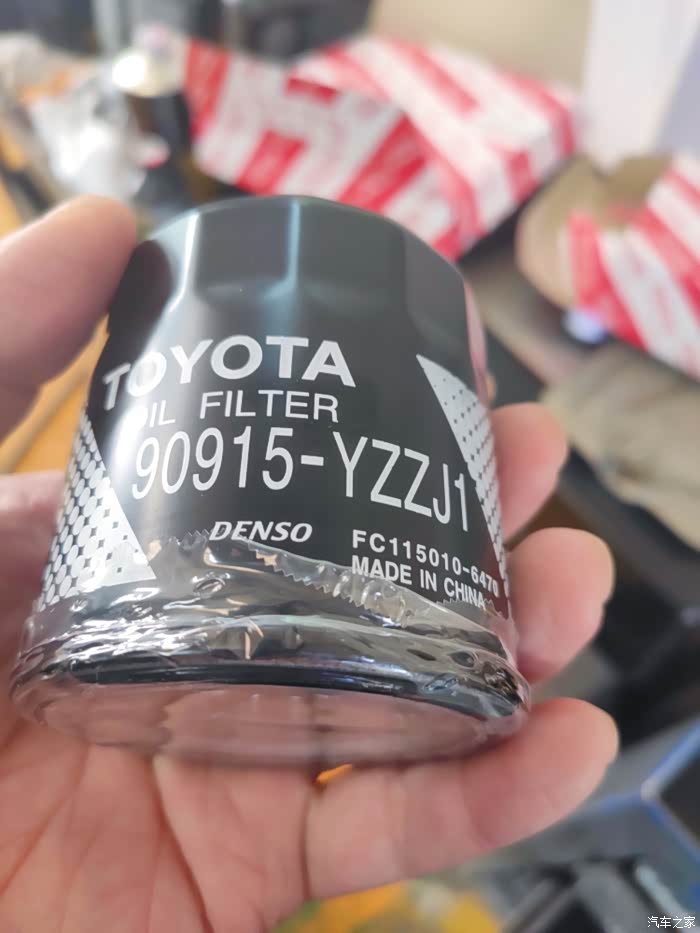 TOYOTA
OIL FILTER
90915-YZZJ1
DENSO
FC115010-6470
MADE IN CHINA
汽车之家